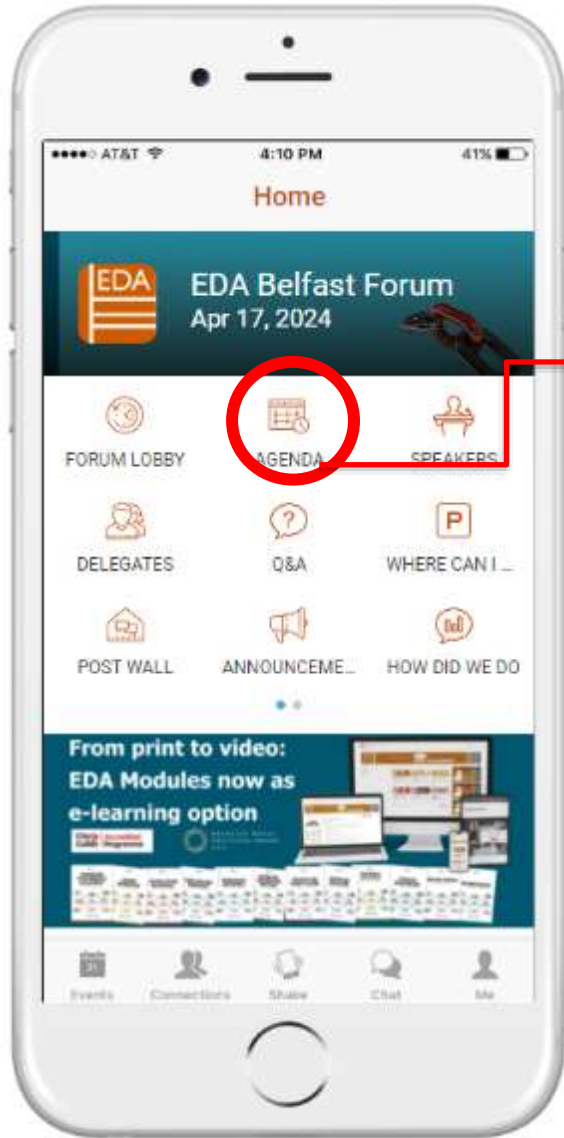 AT&T 4:10 PM 41%
Home
EDA
EDA Belfast Forum
Apr 17, 2024
FORUM LOBBY AGENDA SPEAKERS
DELEGATES Q&A P WHERE CAN I ...
POST WALL ANNOUNCEME... HOW DID WE DO
From print to video:
EDA Modules now as
e-learning option
Events Connections Share Chat Me